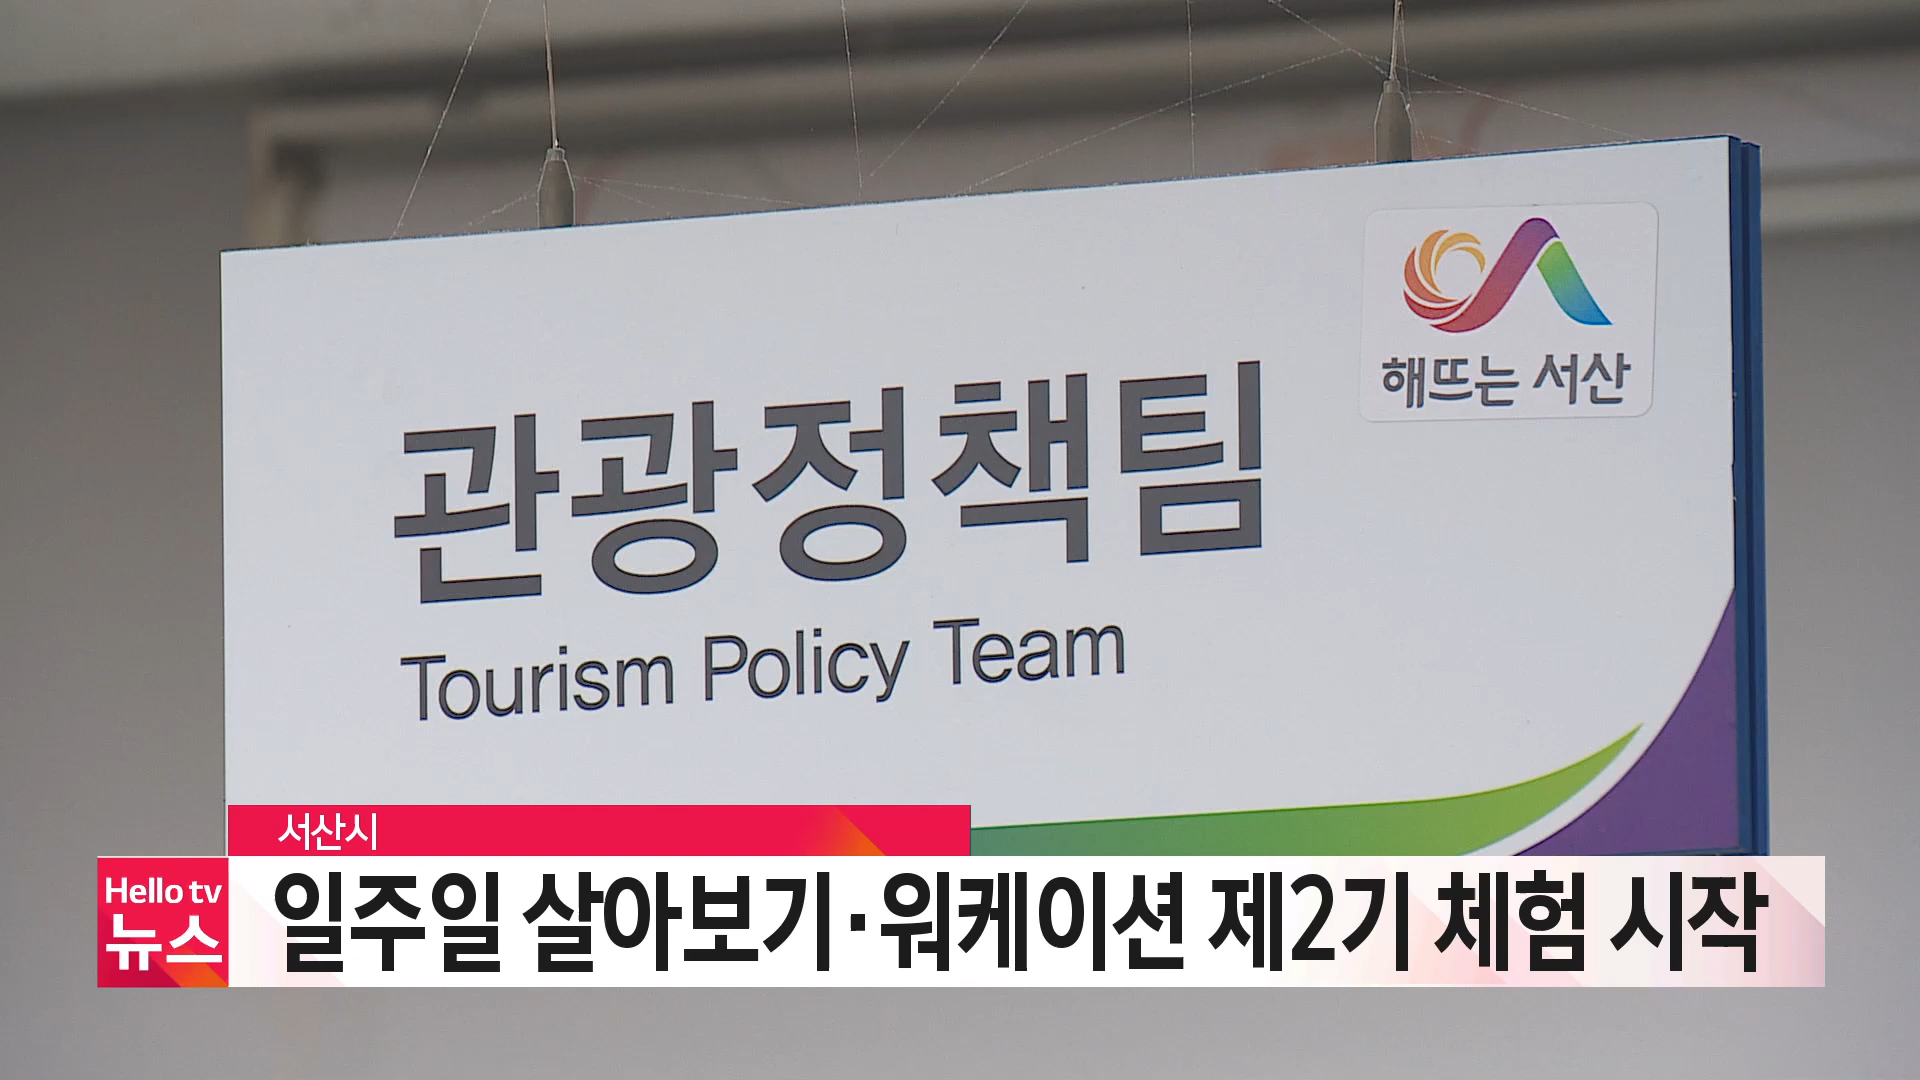 해뜨는 서산
관광정책팀
Tourism Policy Team
서산시
Hello tv
뉴스
일주일 살아보기·워케이션 제2기 체험 시작